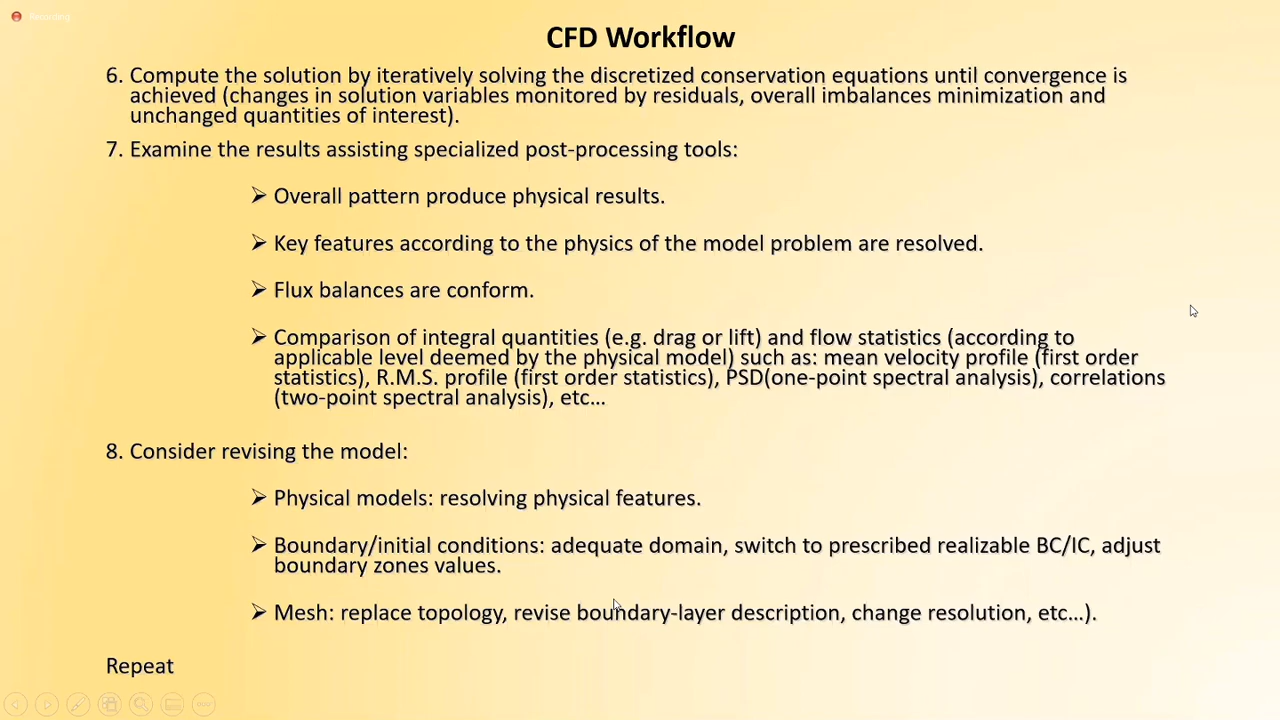 Recording
CFD Workflow
6. Compute the solution by iteratively solving the discretized conservation equations until convergence is
achieved (changes in solution variables monitored by residuals, overall imbalances minimization and
unchanged quantities of interest).
7. Examine the results assisting specialized post-processing tools:
➢ Overall pattern produce physical results.
➢ Key features according to the physics of the model problem are resolved.
➢ Flux balances are conform.
➢ Comparison of integral quantities (e.g. drag or lift) and flow statistics (according to
applicable level deemed by the physical model) such as: mean velocity profile (first order
statistics), R.M.S. profile (first order statistics), PSD(one-point spectral analysis), correlations
(two-point spectral analysis), etc…
8. Consider revising the model:
➢ Physical models: resolving physical features.
➢ Boundary/initial conditions: adequate domain, switch to prescribed realizable BC/IC, adjust
boundary zones values.
➢ Mesh: replace topology, revise boundary-layer description, change resolution, etc…).
Repeat